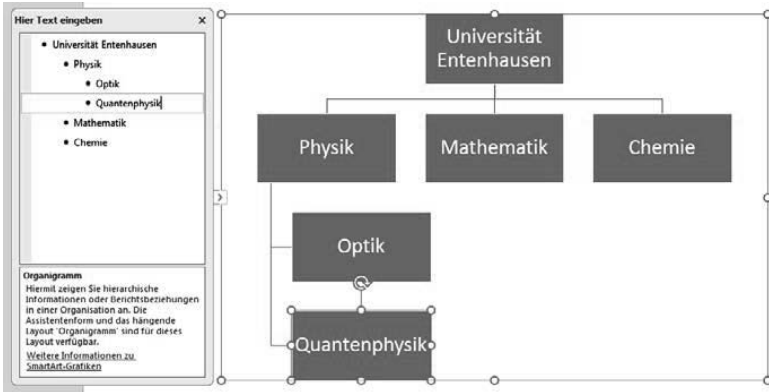 Hier Text eingeben
Universität Entenhausen
Physik
Optik
Quantenphysik
Mathematik
Chemie
Organigramm
Hiermit zeigen Sie hierarchische
Informationen oder Berichtsbeziehungen
in einer Organisation an. Die
Assistentenform und das hängende
Layout 'Organigramm' sind für dieses
Layout verfügbar.
Weitere Informationen zu
SmartArt-Grafiken
Universität
Entenhausen
Physik
Mathematik
Chemie
Optik
Quantenphysik